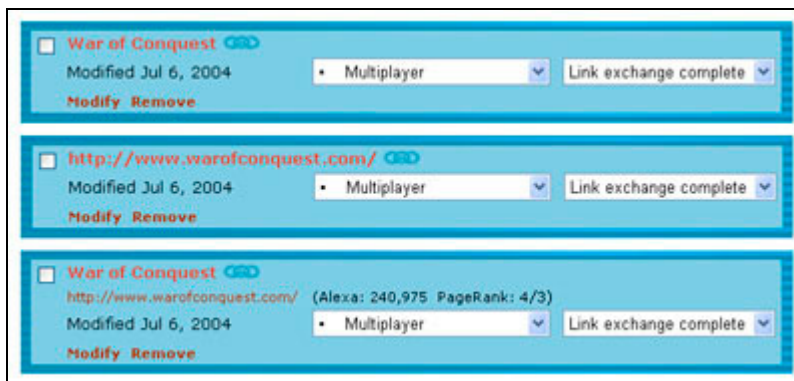 War of Conquest
Modified Jul 6, 2004 • Multiplayer Link exchange complete
Modify Remove
http://www.warofconquest.com/
Modified Jul 6, 2004 • Multiplayer Link exchange complete
Modify Remove
War of Conquest
http://www.warofconquest.com/ (Alexa: 240,975 PageRank: 4/3)
Modified Jul 6, 2004 • Multiplayer Link exchange complete
Modify Remove